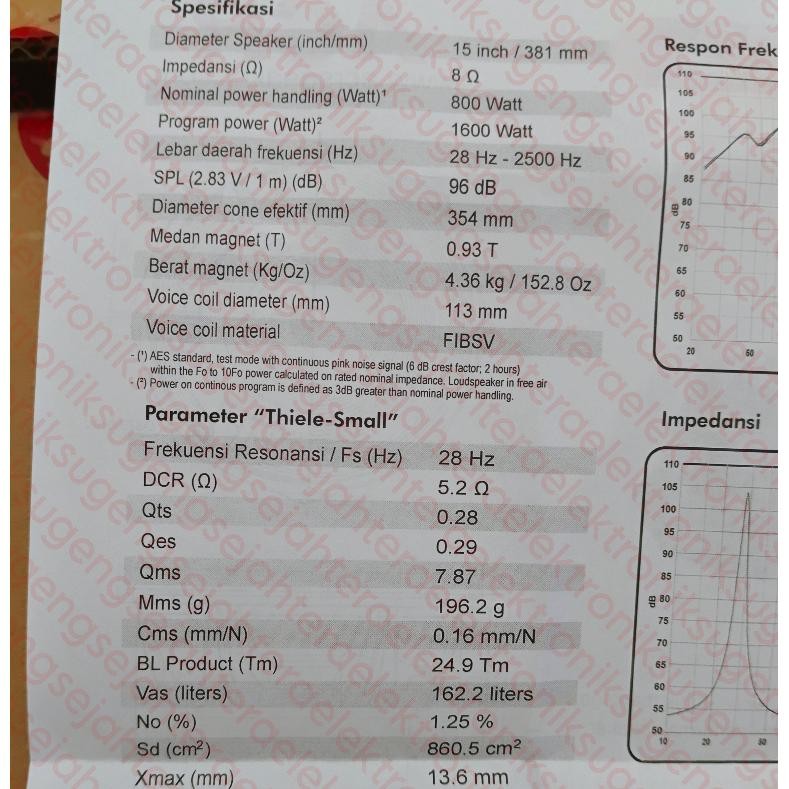 Spesifikasi
Diameter Speaker (inch/mm) 15 inch / 381 mm
Impedansi (Ω) 8 Ω
Nominal power handling (Watt)¹ 800 Watt
Program power (Watt)² 1600 Watt
Lebar daerah frekuensi (Hz) 28 Hz - 2500 Hz
SPL (2.83 V / 1 m) (dB) 96 dB
Diameter cone efektif (mm) 354 mm
Medan magnet (T) 0.93 T
Berat magnet (Kg/Oz) 4.36 kg / 152.8 Oz
Voice coil diameter (mm) 113 mm
Voice coil material FIBSV
- (¹) AES standard, test mode with continuous pink noise signal (6 dB crest factor; 2 hours)
within the Fo to 10Fo power calculated on rated nominal impedance. Loudspeaker in free air
- (²) Power on continous program is defined as 3dB greater than nominal power handling.
Parameter “Thiele-Small”
Frekuensi Resonansi / Fs (Hz) 28 Hz
DCR (Ω) 5.2 Ω
Qts 0.28
Qes 0.29
Qms 7.87
Mms (g) 196.2 g
Cms (mm/N) 0.16 mm/N
BL Product (Tm) 24.9 Tm
Vas (liters) 162.2 liters
No (%) 1.25 %
Sd (cm²) 860.5 cm²
Xmax (mm) 13.6 mm
Respon Frek
110
105
100
95
90
85
80
75
70
65
60
55
50
dB
20 50
Impedansi
110
105
100
95
90
85
80
75
70
65
60
55
50
dB
10 20 30
sugengsejahteraelektronik